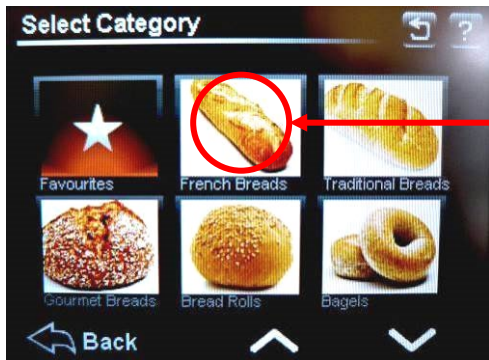 Select Category
?
Favourites French Breads Traditional Breads
Gourmet Breads Bread Rolls Bagels
Back